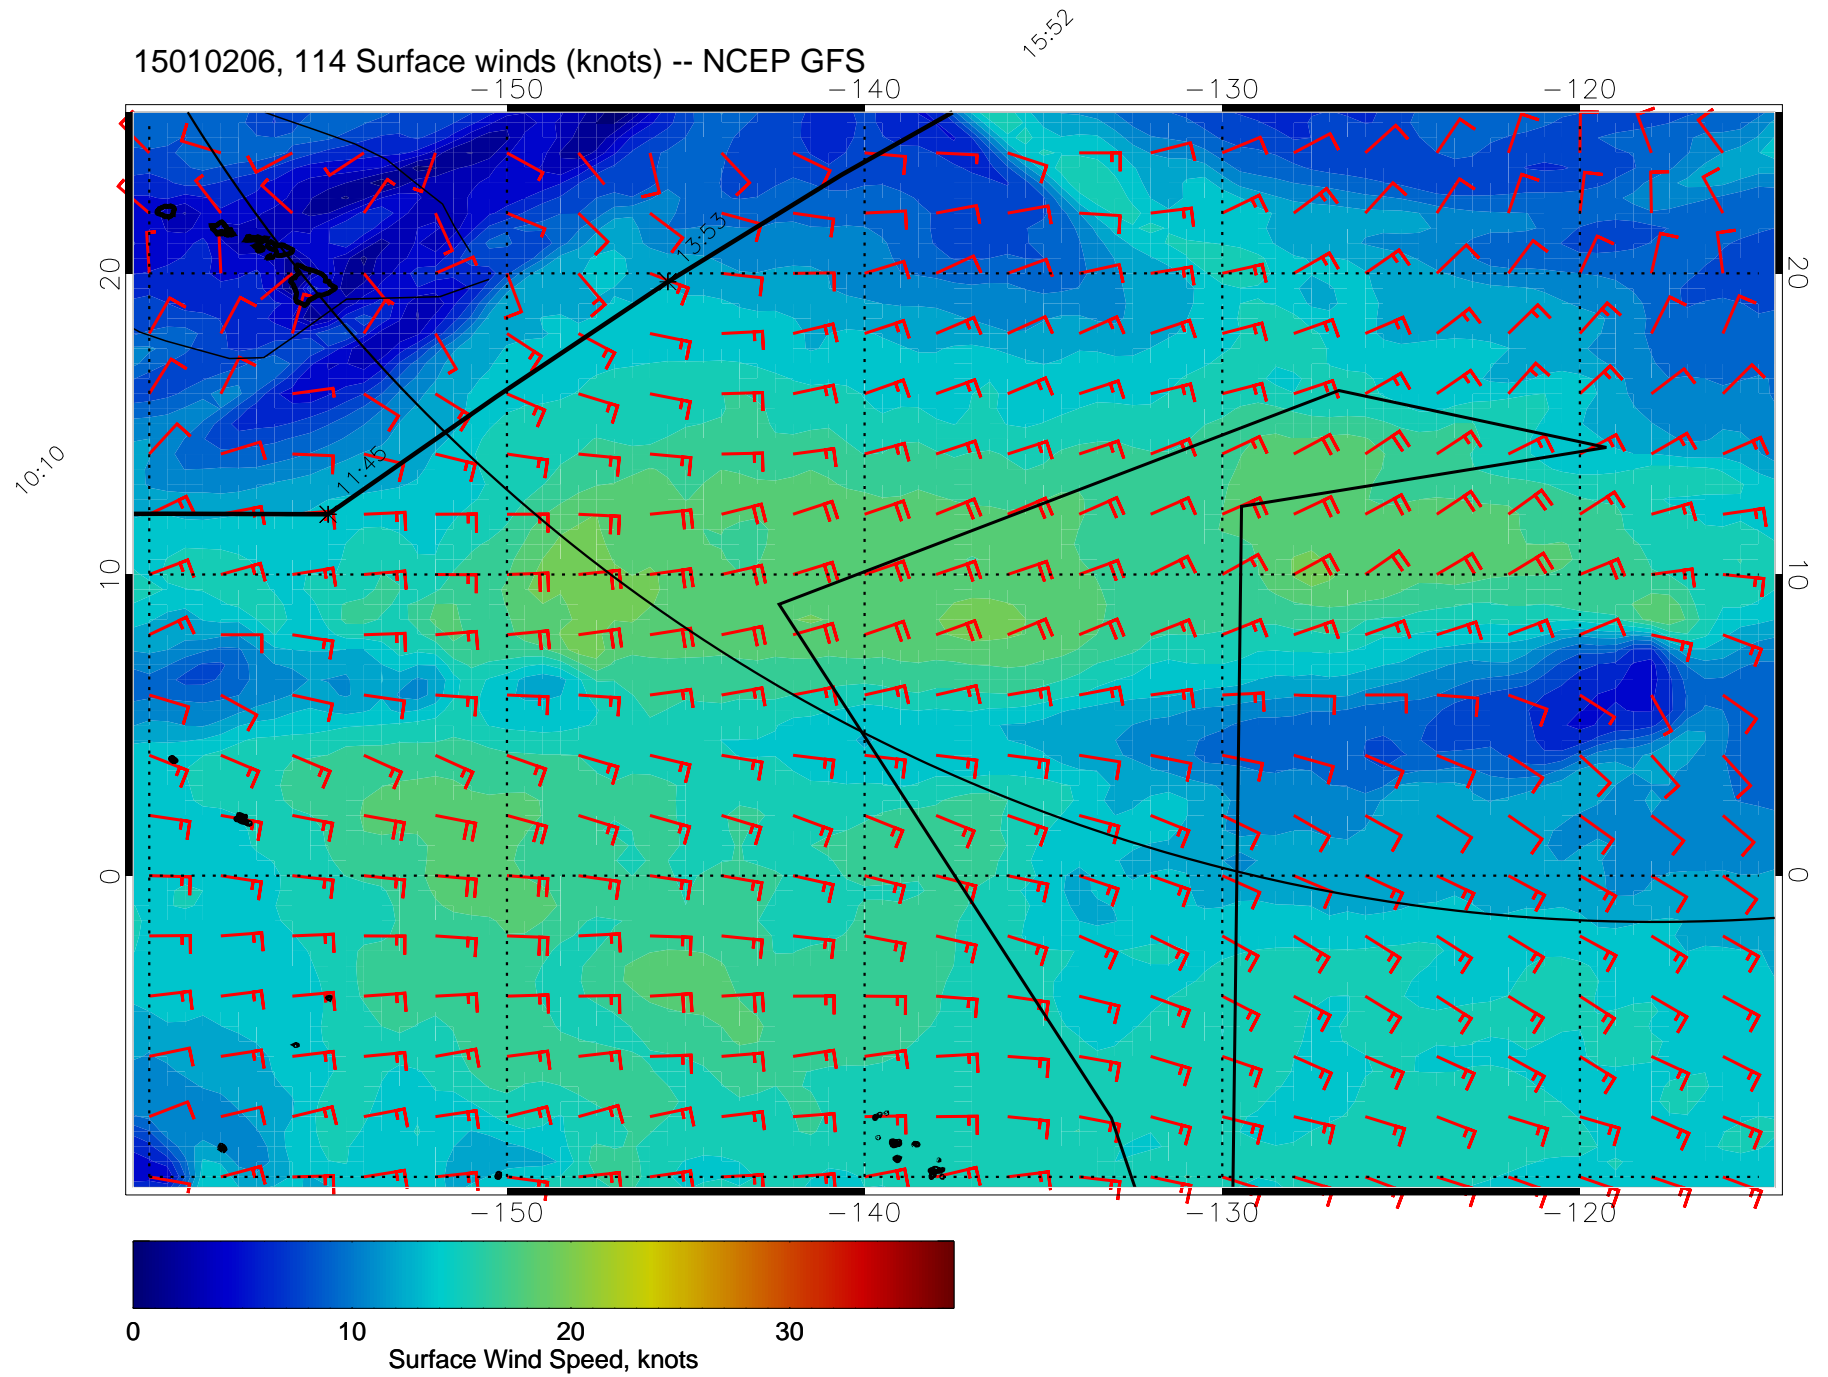 15:52
15010206, 114 Surface winds (knots) -- NCEP GFS
-150 -140 -130 -120
13:53
20 20
11:45
10:10
10 10
0 0
-150 -140 -130 -120
0 10 20 30
Surface Wind Speed, knots